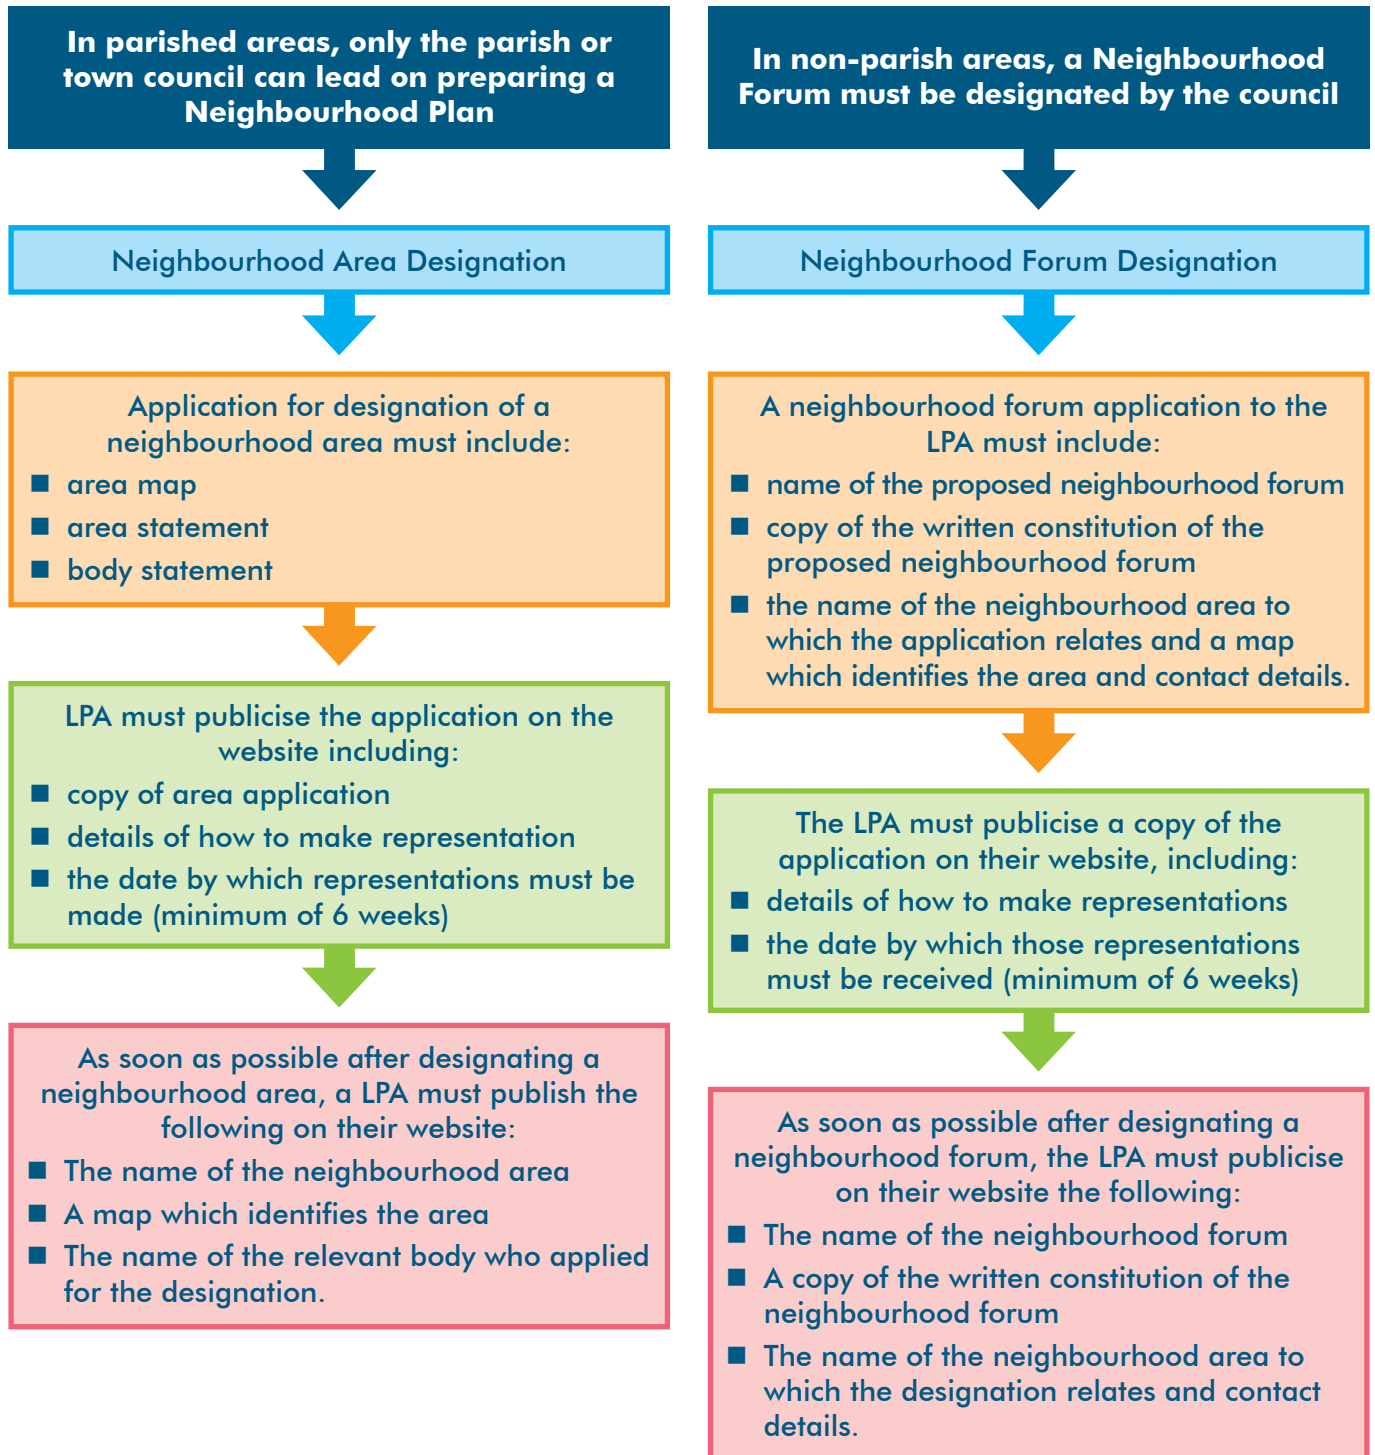 In parished areas, only the parish or
town council can lead on preparing a
Neighbourhood Plan
Neighbourhood Area Designation
Application for designation of a
neighbourhood area must include:
■ area map
■ area statement
■ body statement
LPA must publicise the application on the
website including:
■ copy of area application
■ details of how to make representation
■ the date by which representations must be
made (minimum of 6 weeks)
As soon as possible after designating a
neighbourhood area, a LPA must publish the
following on their website:
■ The name of the neighbourhood area
■ A map which identifies the area
■ The name of the relevant body who applied
for the designation.
In non-parish areas, a Neighbourhood
Forum must be designated by the council
Neighbourhood Forum Designation
A neighbourhood forum application to the
LPA must include:
■ name of the proposed neighbourhood forum
■ copy of the written constitution of the
proposed neighbourhood forum
■ the name of the neighbourhood area to
which the application relates and a map
which identifies the area and contact details.
The LPA must publicise a copy of the
application on their website, including:
■ details of how to make representations
■ the date by which those representations
must be received (minimum of 6 weeks)
As soon as possible after designating a
neighbourhood forum, the LPA must publicise
on their website the following:
■ The name of the neighbourhood forum
■ A copy of the written constitution of the
neighbourhood forum
■ The name of the neighbourhood area to
which the designation relates and contact
details.